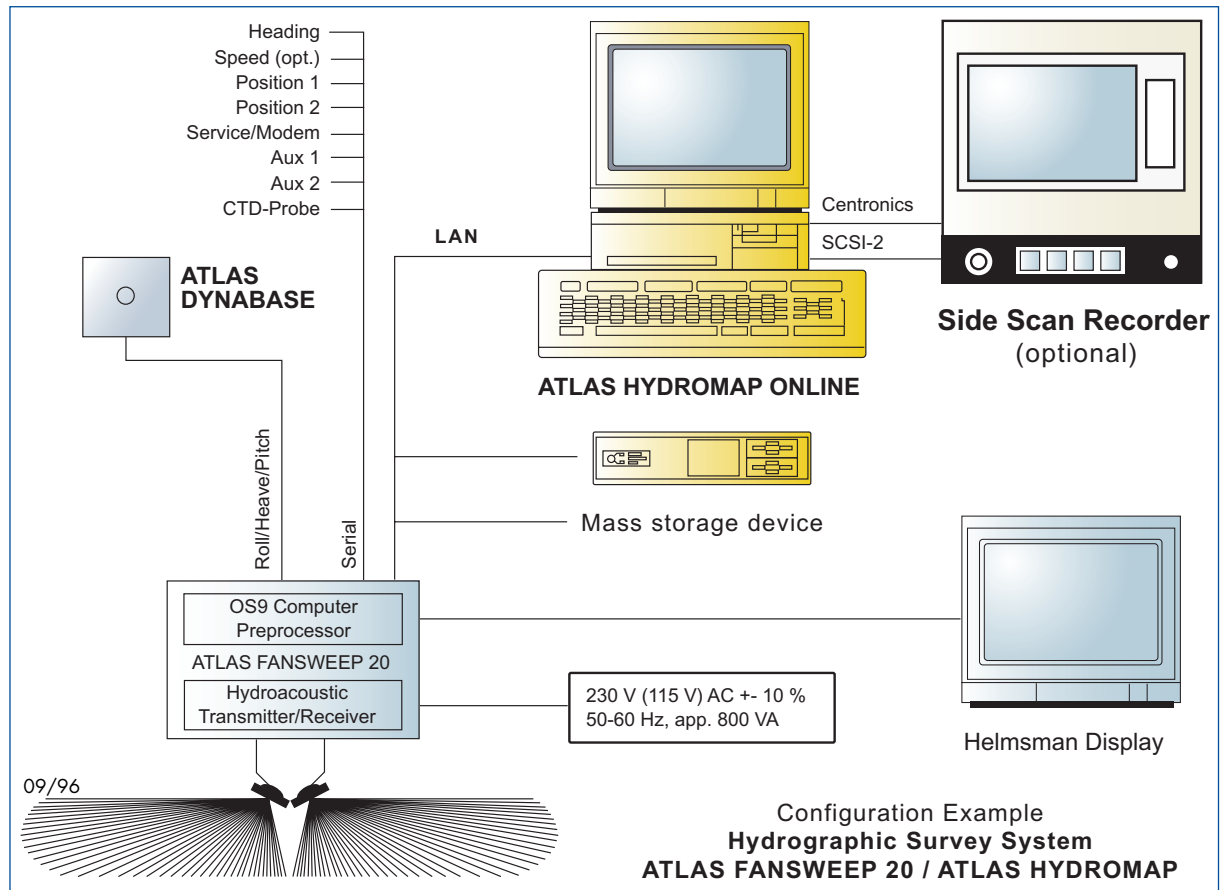 Heading
Speed (opt.)
Position 1
Position 2
Service/Modem
Aux 1
Aux 2
CTD-Probe
LAN
Centronics
SCSI-2
ATLAS
DYNABASE
Side Scan Recorder
(optional)
ATLAS HYDROMAP ONLINE
Mass storage device
Roll/Heave/Pitch
Serial
OS9 Computer
Preprocessor
ATLAS FANSWEEP 20
Hydroacoustic
Transmitter/Receiver
230 V (115 V) AC +- 10 %
50-60 Hz, app. 800 VA
Helmsman Display
09/96
Configuration Example
Hydrographic Survey System
ATLAS FANSWEEP 20 / ATLAS HYDROMAP